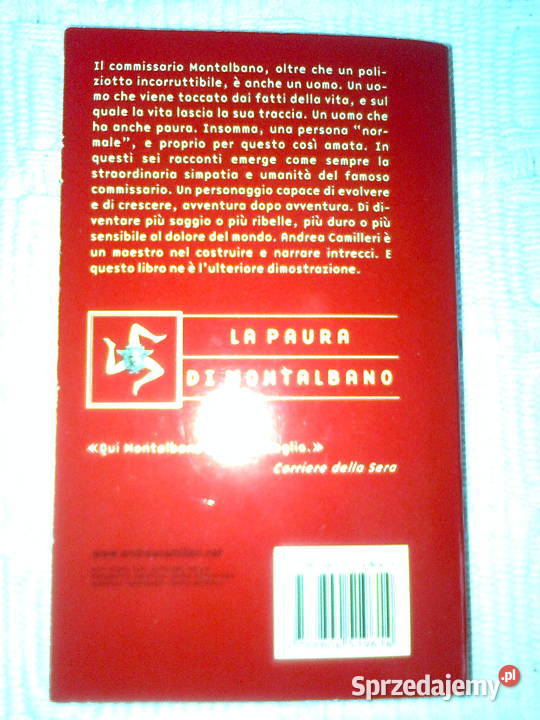 Il commissario Montalbano, oltre che un poli-
ziotto incorruttibile, è anche un uomo. Un uo-
mo che viene toccato dai fatti della vita, e sul
quale la vita lascia la sua traccia. Un uomo che
ha anche paura. Insomma, una persona "nor-
male", e proprio per questo così amata. In
questi sei racconti emerge come sempre la
straordinaria simpatia e umanità del famoso
commissario. Un personaggio capace di evolvere
e di crescere, avventura dopo avventura. Di di-
ventare più saggio o più ribelle, più duro o più
sensibile al dolore del mondo. Andrea Camilleri è
un maestro nel costruire e narrare intrecci. E
questo libro ne è l'ulteriore dimostrazione.
LA PAURA
DI MONTALBANO
«Qui Montalbano
Corriere della Sera
www.andreacamilleri.net
Sprzedajemy.pl